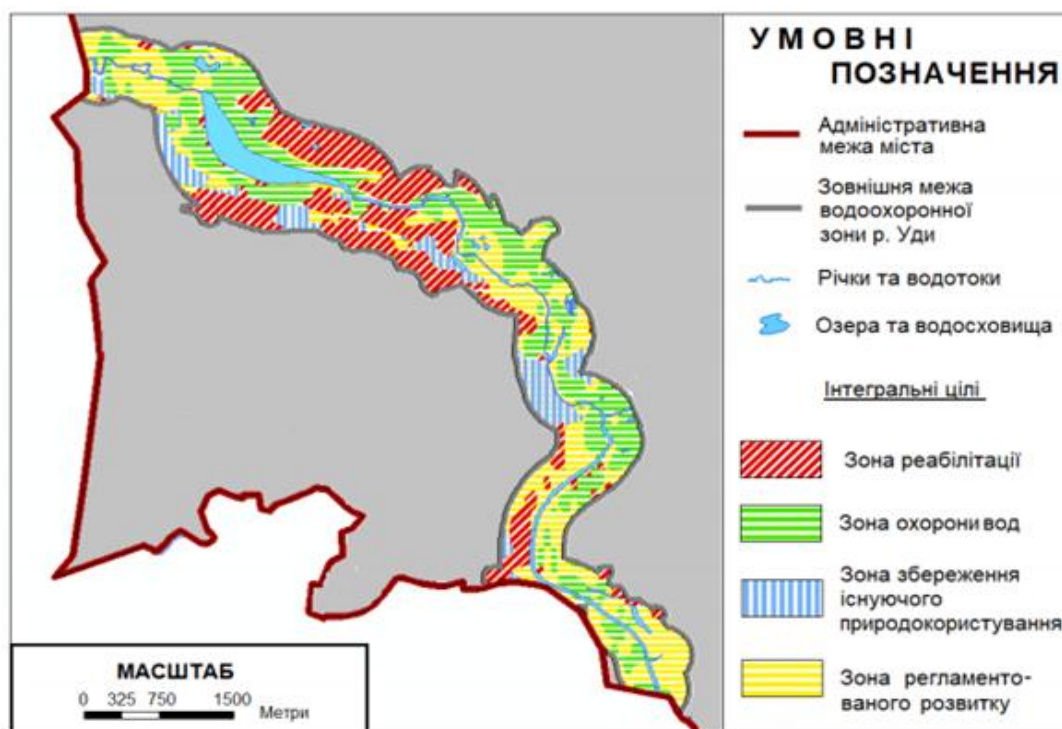 УМОВНІ
ПОЗНАЧЕННЯ
Адміністративна
межа міста
Зовнішня межа
водоохоронної
зони р. Уди
Річки та водотоки
Озера та водосховища
Інтегральні цілі
Зона реабілітації
Зона охорони вод
Зона збереження
існуючого
природокористування
Зона регламенто-
ваного розвитку
МАСШТАБ
0 325 750 1500 Метри